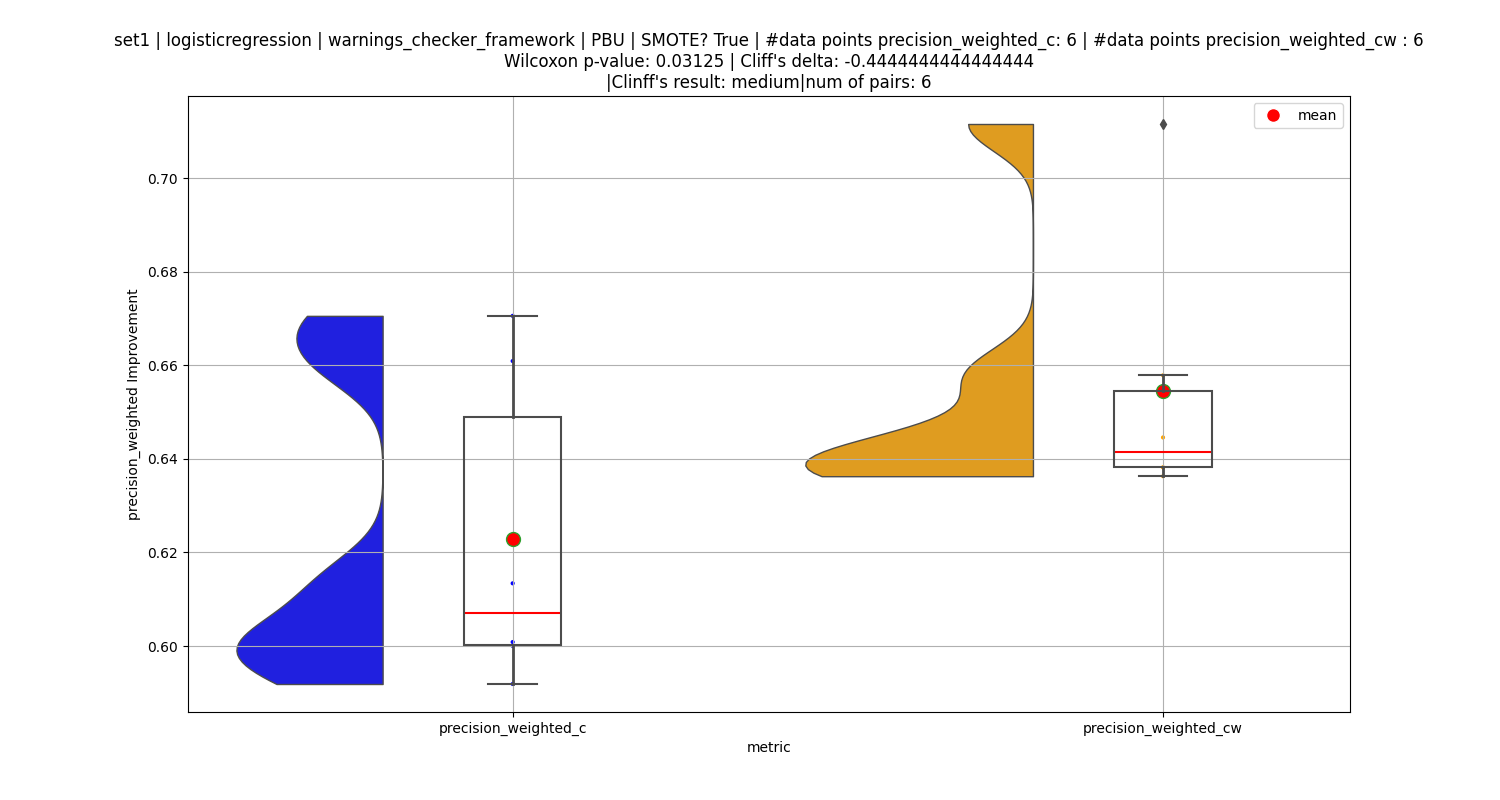 set1 | logisticregression | warnings_checker_framework | PBU | SMOTE? True | #data points precision_weighted_c: 6 | #data points precision_weighted_cw : 6
Wilcoxon p-value: 0.03125 | Cliff's delta: -0.4444444444444444
|Clinff's result: medium|num of pairs: 6
mean
0.70
0.68
0.66
0.64
0.62
0.60
precision_weighted Improvement
precision_weighted_c
precision_weighted_cw
metric